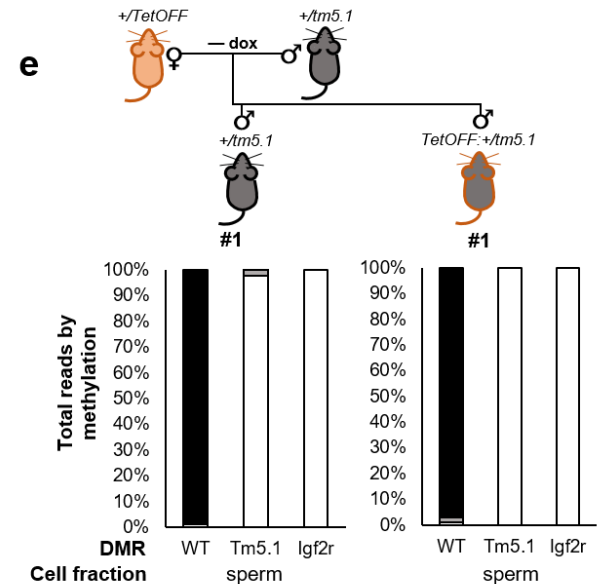 e
+/TetOFF
– dox
+/tm5.1
♀
♂
♂
♂
+/tm5.1
TetOFF:+/tm5.1
#1
#1
Total reads by
methylation
100%
90%
80%
70%
60%
50%
40%
30%
20%
10%
0%
100%
90%
80%
70%
60%
50%
40%
30%
20%
10%
0%
DMR WT Tm5.1 Igf2r WT Tm5.1 Igf2r
Cell fraction sperm sperm